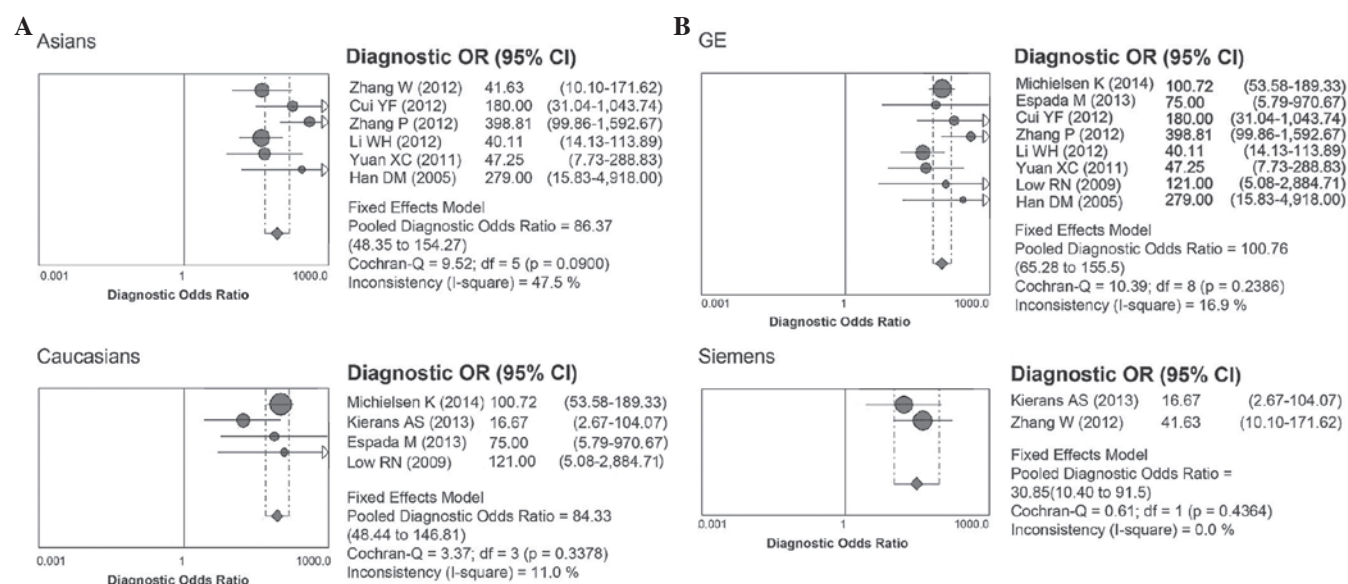 A
Asians
Diagnostic OR (95% CI)
Zhang W (2012) 41.63 (10.10-171.62)
Cui YF (2012) 180.00 (31.04-1,043.74)
Zhang P (2012) 398.81 (99.86-1,592.67)
Li WH (2012) 40.11 (14.13-113.89)
Yuan XC (2011) 47.25 (7.73-288.83)
Han DM (2005) 279.00 (15.83-4,918.00)
Fixed Effects Model
Pooled Diagnostic Odds Ratio = 86.37
(48.35 to 154.27)
Cochran-Q = 9.52; df = 5 (p = 0.0900)
Inconsistency (I-square) = 47.5 %
0.001 1 1000.0
Diagnostic Odds Ratio
Caucasians
Diagnostic OR (95% CI)
Michielsen K (2014) 100.72 (53.58-189.33)
Kierans AS (2013) 16.67 (2.67-104.07)
Espada M (2013) 75.00 (5.79-970.67)
Low RN (2009) 121.00 (5.08-2,884.71)
Fixed Effects Model
Pooled Diagnostic Odds Ratio = 84.33
(48.44 to 146.81)
Cochran-Q = 3.37; df = 3 (p = 0.3378)
Inconsistency (I-square) = 11.0 %
0.001 1 1000.0
Diagnostic Odds Ratio
B
GE
Diagnostic OR (95% CI)
Michielsen K (2014) 100.72 (53.58-189.33)
Espada M (2013) 75.00 (5.79-970.67)
Cui YF (2012) 180.00 (31.04-1,043.74)
Zhang P (2012) 398.81 (99.86-1,592.67)
Li WH (2012) 40.11 (14.13-113.89)
Yuan XC (2011) 47.25 (7.73-288.83)
Low RN (2009) 121.00 (5.08-2,884.71)
Han DM (2005) 279.00 (15.83-4,918.00)
Fixed Effects Model
Pooled Diagnostic Odds Ratio = 100.76
(65.28 to 155.5)
Cochran-Q = 10.39; df = 8 (p = 0.2386)
Inconsistency (I-square) = 16.9 %
0.001 1 1000.0
Diagnostic Odds Ratio
Siemens
Diagnostic OR (95% CI)
Kierans AS (2013) 16.67 (2.67-104.07)
Zhang W (2012) 41.63 (10.10-171.62)
Fixed Effects Model
Pooled Diagnostic Odds Ratio =
30.85(10.40 to 91.5)
Cochran-Q = 0.61; df = 1 (p = 0.4364)
Inconsistency (I-square) = 0.0 %
0.001 1 1000.0
Diagnostic Odds Ratio